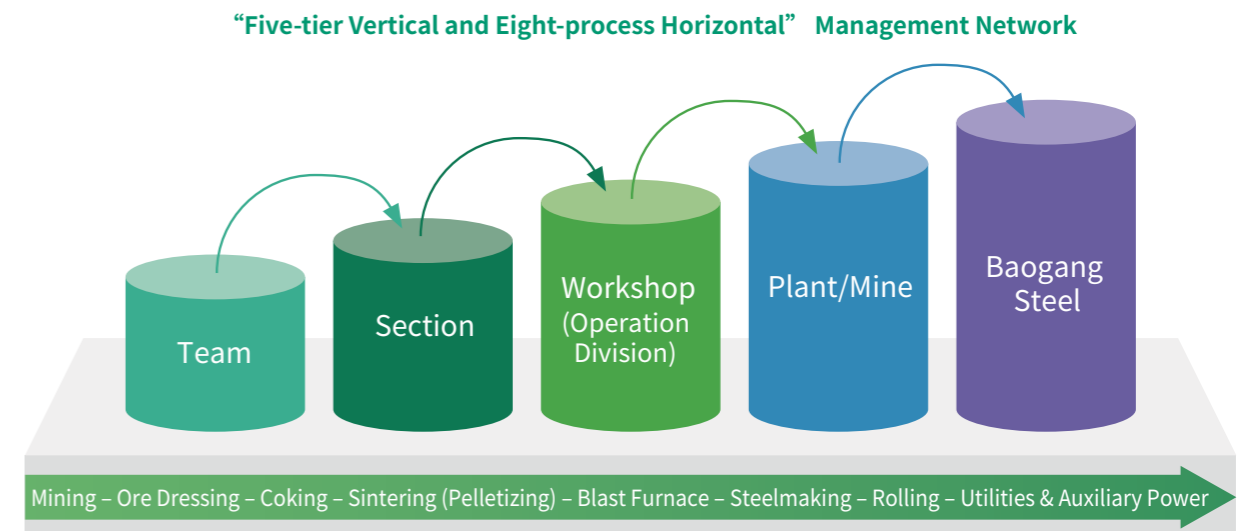 “Five-tier Vertical and Eight-process Horizontal” Management Network
Team
Section
Workshop
(Operation
Division)
Plant/Mine
Baogang
Steel
Mining – Ore Dressing – Coking – Sintering (Pelletizing) – Blast Furnace – Steelmaking – Rolling – Utilities & Auxiliary Power